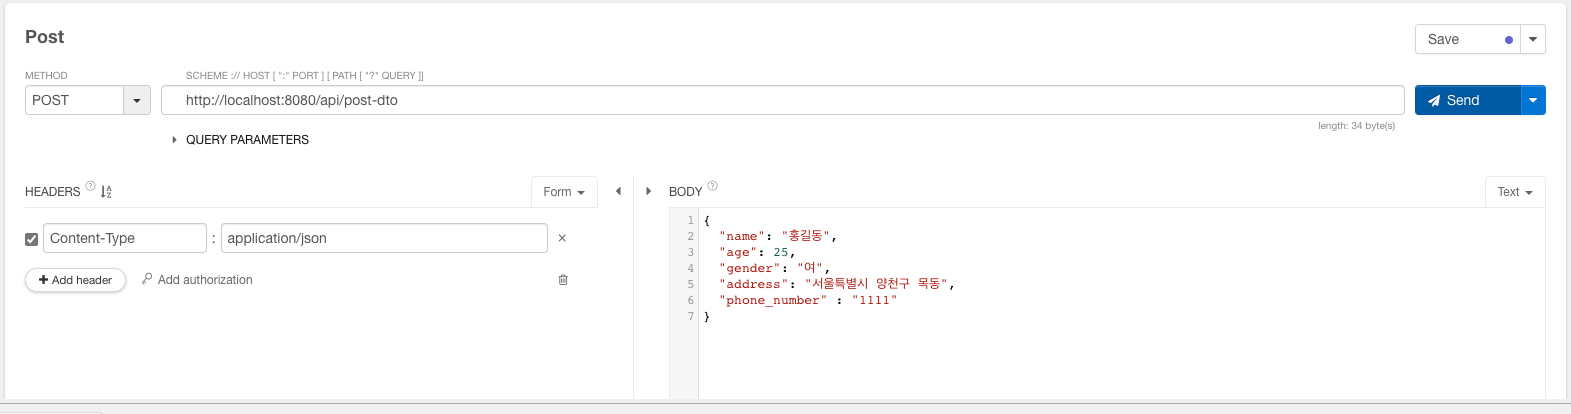 Post
Save
METHOD
SCHEME :// HOST [ ":" PORT ] [ PATH [ "?" QUERY ]]
POST
http://localhost:8080/api/post-dto
Send
length: 34 byte(s)
QUERY PARAMETERS
HEADERS ? A Z
Form
BODY ?
Text
Content-Type : application/json ×
+ Add header
Add authorization
1 {
2 "name": "홍길동",
3 "age": 25,
4 "gender": "여",
5 "address": "서울특별시 양천구 목동",
6 "phone_number" : "1111"
7 }